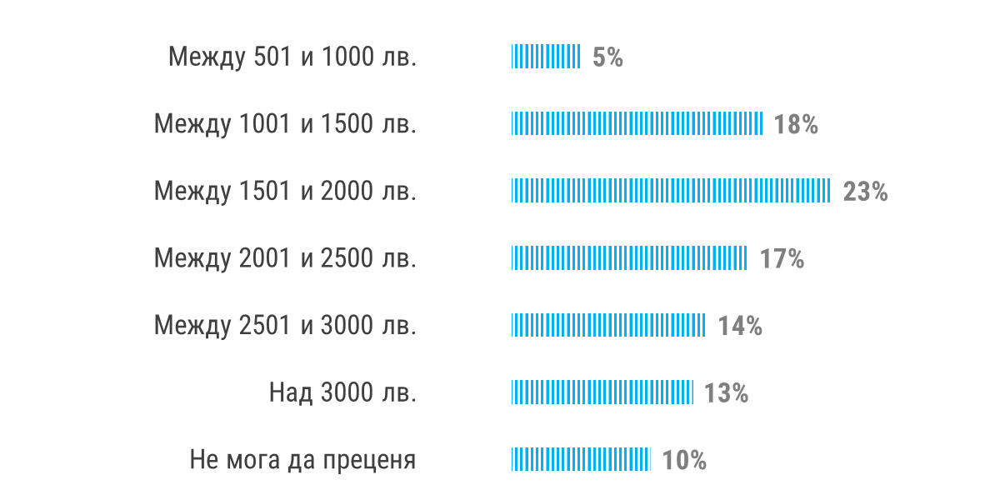 Между 501 и 1000 лв. 5%
Между 1001 и 1500 лв. 18%
Между 1501 и 2000 лв. 23%
Между 2001 и 2500 лв. 17%
Между 2501 и 3000 лв. 14%
Над 3000 лв. 13%
Не мога да преценя 10%